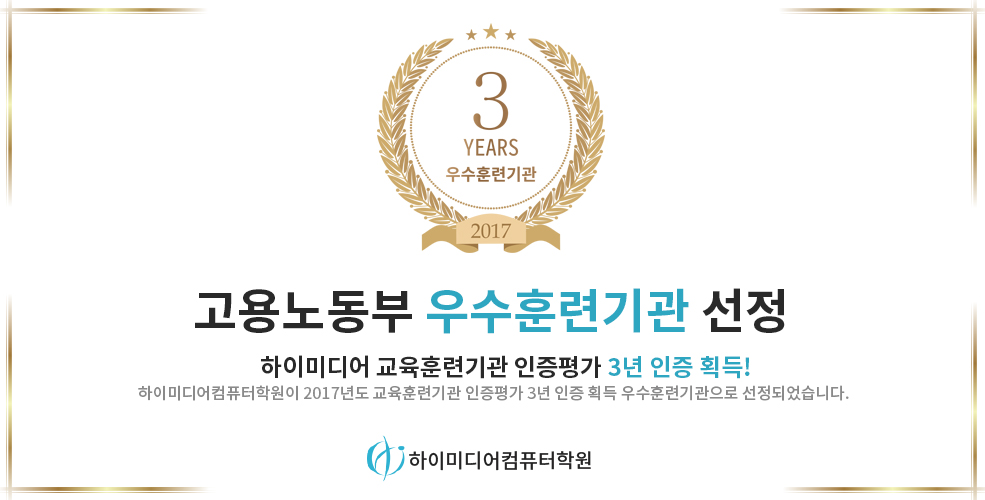 3
YEARS
우수훈련기관
2017
고용노동부 우수훈련기관 선정
하이미디어 교육훈련기관 인증평가 3년 인증 획득!
하이미디어컴퓨터학원이 2017년도 교육훈련기관 인증평가 3년 인증 획득 우수훈련기관으로 선정되었습니다.
하이미디어컴퓨터학원